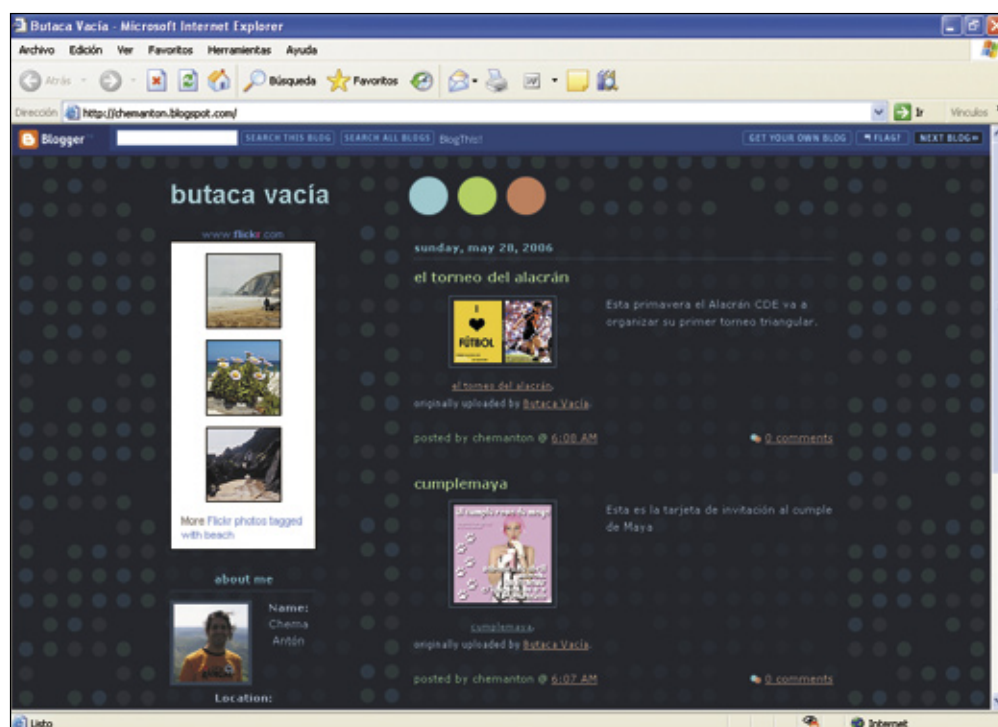 Butaca Vacía - Microsoft Internet Explorer
Archivo Edición Ver Favoritos Herramientas Ayuda
Atrás Búsqueda Favoritos
Dirección http://chemanton.blogspot.com/ Ir Vínculos
Blogger SEARCH THIS BLOG SEARCH ALL BLOGS BlogThis! GET YOUR OWN BLOG FLAG? NEXT BLOG»
butaca vacía
www.flickr.com
More Flickr photos tagged
with beach
about me
Name:
Chema
Antón
Location:
sunday, may 28, 2006
el torneo del alacrán
I
FÚTBOL
Esta primavera el Alacrán CDE va a
organizar su primer torneo triangular.
el torneo del alacrán,
originally uploaded by Butaca Vacía.
posted by chemanton @ 6:08 AM 0 comments
cumplemaya
Esta es la tarjeta de invitación al cumple
de Maya
cumplemaya,
originally uploaded by Butaca Vacía.
posted by chemanton @ 6:07 AM 0 comments
Listo Internet